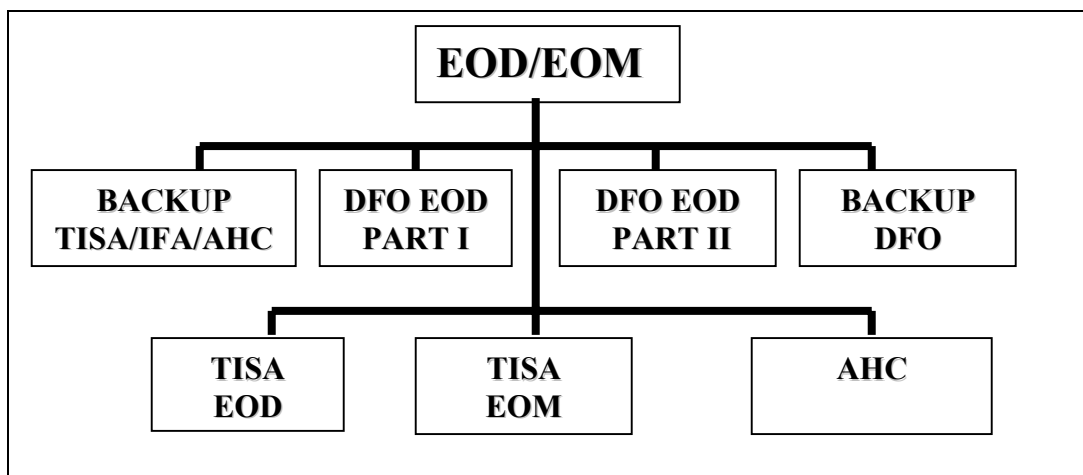 EOD/EOM
BACKUP
TISA/IFA/AHC
DFO EOD
PART I
DFO EOD
PART II
BACKUP
DFO
TISA
EOD
TISA
EOM
AHC